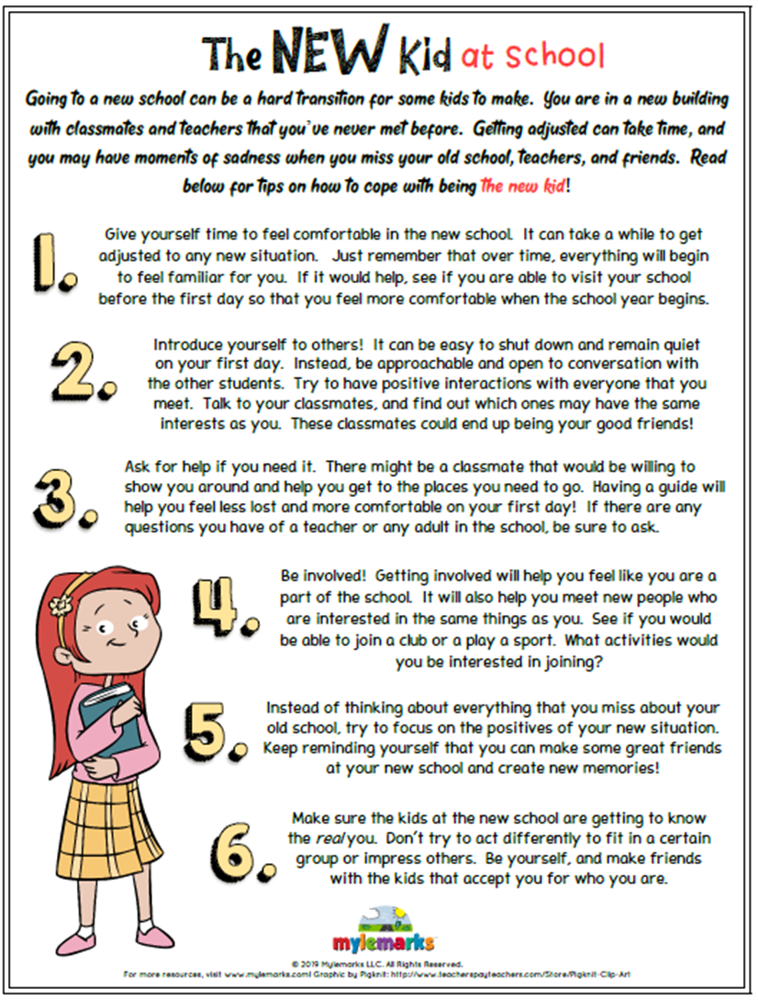 The NEW Kid at School
Going to a new school can be a hard transition for some kids to make. You are in a new building
with classmates and teachers that you've never met before. Getting adjusted can take time, and
you may have moments of sadness when you miss your old school, teachers, and friends. Read
below for tips on how to cope with being the new kid!
1.
Give yourself time to feel comfortable in the new school. It can take a while to get
adjusted to any new situation. Just remember that over time, everything will begin
to feel familiar for you. If it would help, see if you are able to visit your school
before the first day so that you feel more comfortable when the school year begins.
2.
Introduce yourself to others! It can be easy to shut down and remain quiet
on your first day. Instead, be approachable and open to conversation with
the other students. Try to have positive interactions with everyone that you
meet. Talk to your classmates, and find out which ones may have the same
interests as you. These classmates could end up being your good friends!
3.
Ask for help if you need it. There might be a classmate that would be willing to
show you around and help you get to the places you need to go. Having a guide will
help you feel less lost and more comfortable on your first day! If there are any
questions you have of a teacher or any adult in the school, be sure to ask.
4.
Be involved! Getting involved will help you feel like you are a
part of the school. It will also help you meet new people who
are interested in the same things as you. See if you would
be able to join a club or a play a sport. What activities would
you be interested in joining?
5.
Instead of thinking about everything that you miss about your
old school, try to focus on the positives of your new situation.
Keep reminding yourself that you can make some great friends
at your new school and create new memories!
6.
Make sure the kids at the new school are getting to know
the real you. Don't try to act differently to fit in a certain
group or impress others. Be yourself, and make friends
with the kids that accept you for who you are.
mylemarks
© 2019 Mylemarks LLC. All Rights Reserved.
For more resources, visit www.mylemarks.com| Graphic by Pigknit: http://www.teacherspayteachers.com/Store/Pigknit-Clip-Art